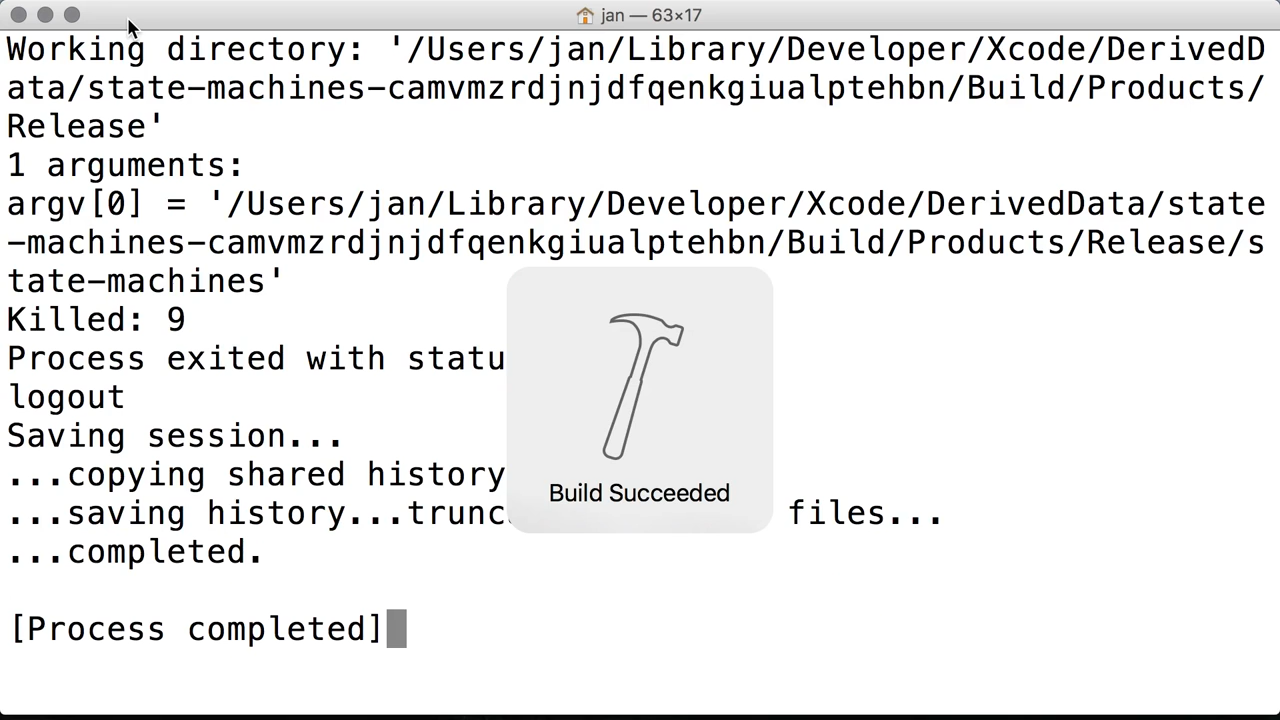 jan — 63×17
Working directory: '/Users/jan/Library/Developer/Xcode/DerivedD
ata/state-machines-camvmzrdjnjdfqenkgiualptehbn/Build/Products/
Release'
1 arguments:
argv[0] = '/Users/jan/Library/Developer/Xcode/DerivedData/state
-machines-camvmzrdjnjdfqenkgiualptehbn/Build/Products/Release/s
tate-machines'
Killed: 9
Process exited with statu
logout
Saving session...
...copying shared history
...saving history...trunc files...
...completed.
[Process completed]
Build Succeeded